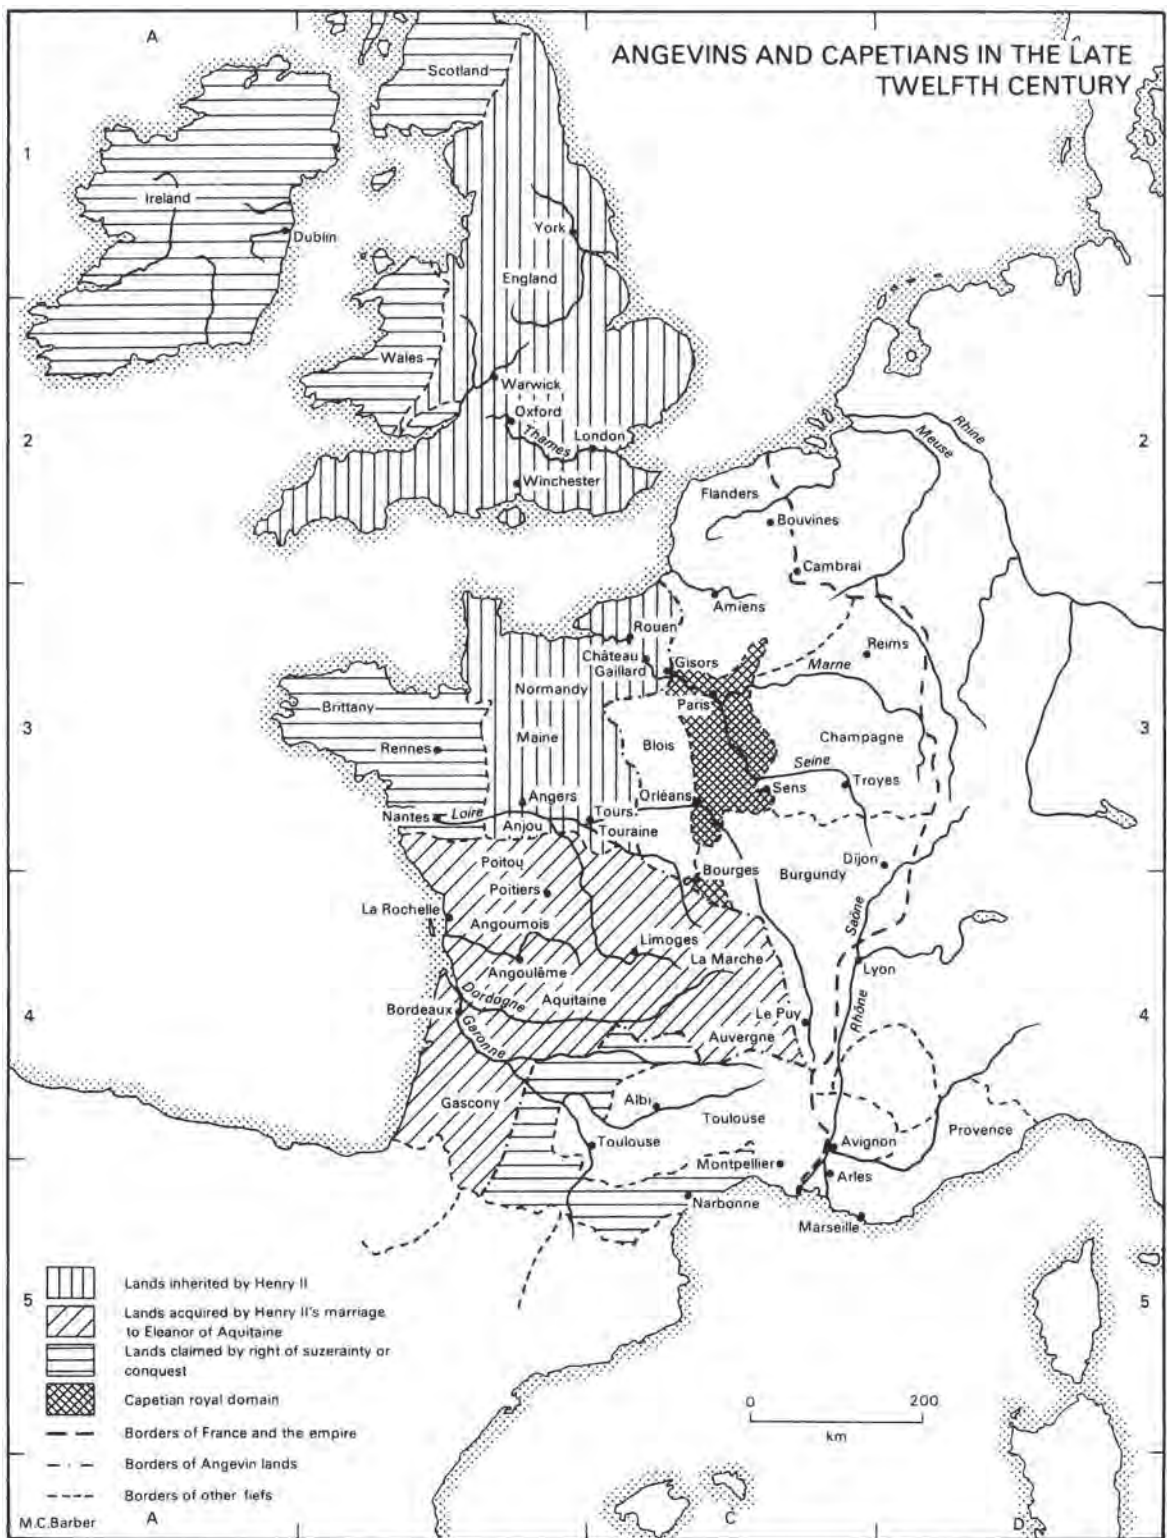 A
ANGEVINS AND CAPETIANS IN THE LATE
TWELFTH CENTURY
Scotland
1
1
Ireland
Dublin
York
England
Wales
Warwick
Oxford
Thames
London
Winchester
2
2
Rhine
Meuse
Flanders
Bouvines
Cambrai
Amiens
Rouen
Reims
Château
Gaillard
Gisors
Marne
Normandy
Paris
Brittany
3
3
Maine
Blois
Champagne
Rennes
Seine
Troyes
Sens
Orléans
Angers
Tours
Nantes
Loire
Anjou
Touraine
Poitou
Bourges
Burgundy
Dijon
Poitiers
La Rochelle
Saône
Angoumois
Limoges
La Marche
Angoulême
Lyon
Dordogne
Aquitaine
Bordeaux
Le Puy
Rhône
4
4
Garonne
Auvergne
Gascony
Albi
Toulouse
Toulouse
Provence
Avignon
Montpellier
Arles
Narbonne
Marseille
5
5
Lands inherited by Henry II
Lands acquired by Henry II's marriage
to Eleanor of Aquitaine
Lands claimed by right of suzerainty or
conquest
Capetian royal domain
Borders of France and the empire
Borders of Angevin lands
Borders of other fiefs
0
200
km
M.C.Barber
A
C
D